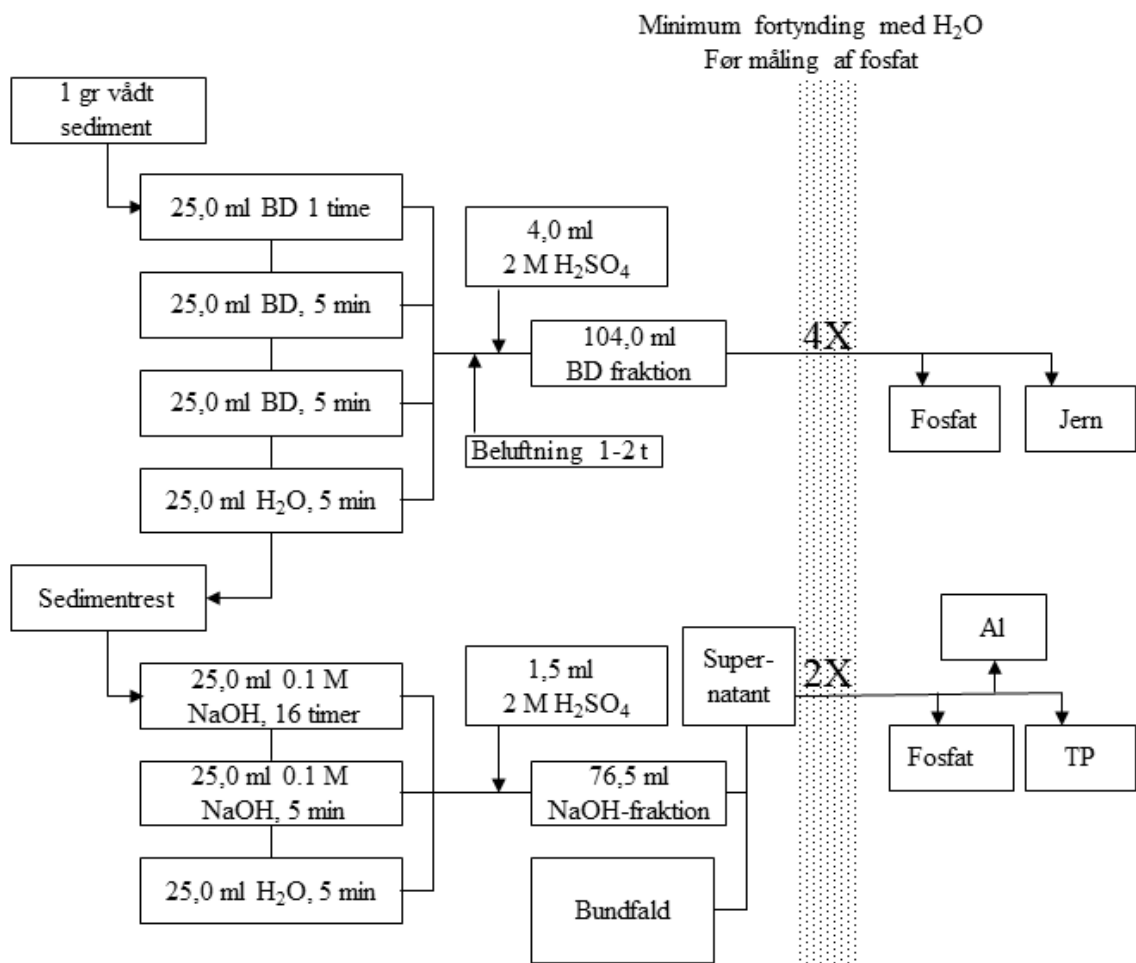 Minimum fortynding med H₂O
Før måling af fosfat
1 gr vådt
sediment
25,0 ml BD 1 time
4,0 ml
2 M H₂SO₄
25,0 ml BD, 5 min
104,0 ml
BD fraktion
4X
25,0 ml BD, 5 min
Fosfat
Jern
Beluftning 1-2 t
25,0 ml H₂O, 5 min
Sedimentrest
Al
25,0 ml 0.1 M
NaOH, 16 timer
1,5 ml
2 M H₂SO₄
Super-
natant
2X
Fosfat
TP
25,0 ml 0.1 M
NaOH, 5 min
76,5 ml
NaOH-fraktion
25,0 ml H₂O, 5 min
Bundfald